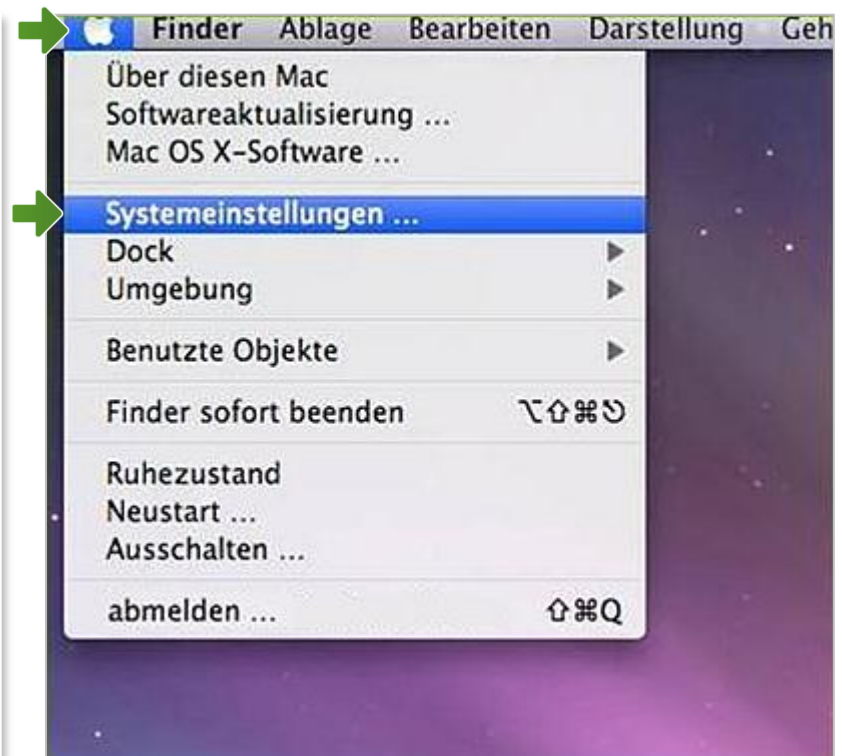 Finder Ablage Bearbeiten Darstellung Geh
Über diesen Mac
Softwareaktualisierung ...
Mac OS X-Software ...
Systemeinstellungen ...
Dock
Umgebung
Benutzte Objekte
Finder sofort beenden ⌥⇧⌘⎋
Ruhezustand
Neustart ...
Ausschalten ...
abmelden ... ⇧⌘Q